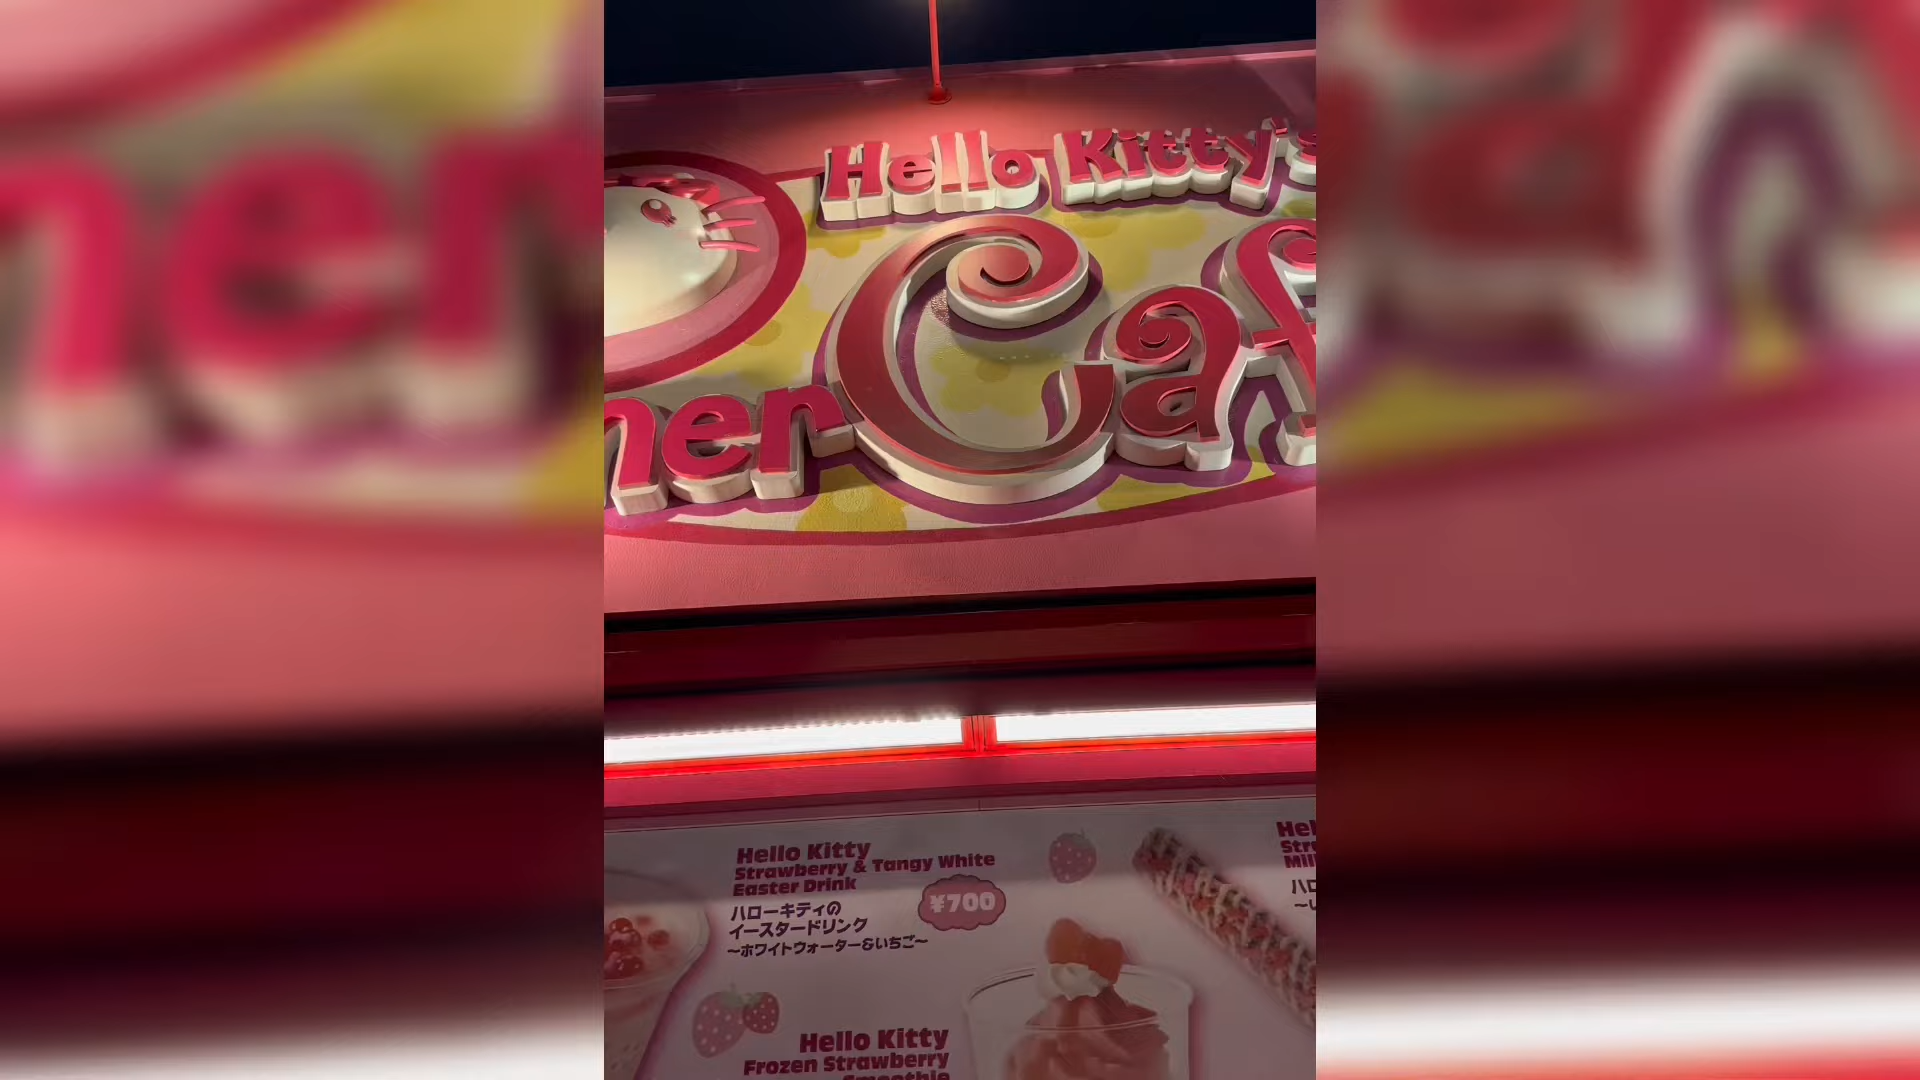 Hello Kitty's
ner Caf
Hello Kitty
Strawberry & Tangy White
Easter Drink
¥700
ハローキティの
イースタードリンク
～ホワイトウォーター&いちご～
Hello Kitty
Frozen Strawberry
Smoothie